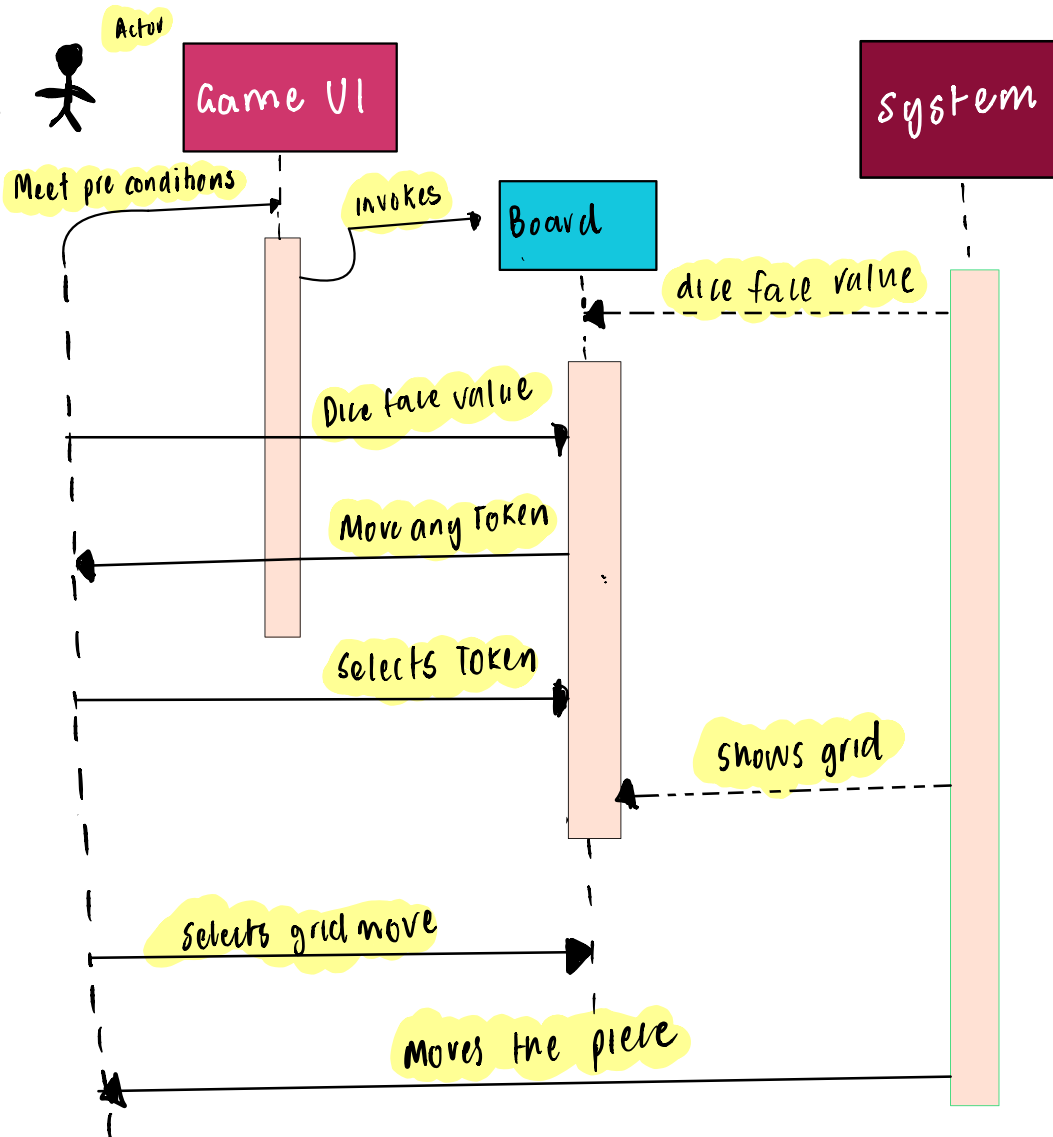 Actor
Game UI
System
Meet pre conditions
invokes
Board
dice face value
Dice face value
Move any Token
Selects Token
Shows grid
Selects grid move
Moves the piece